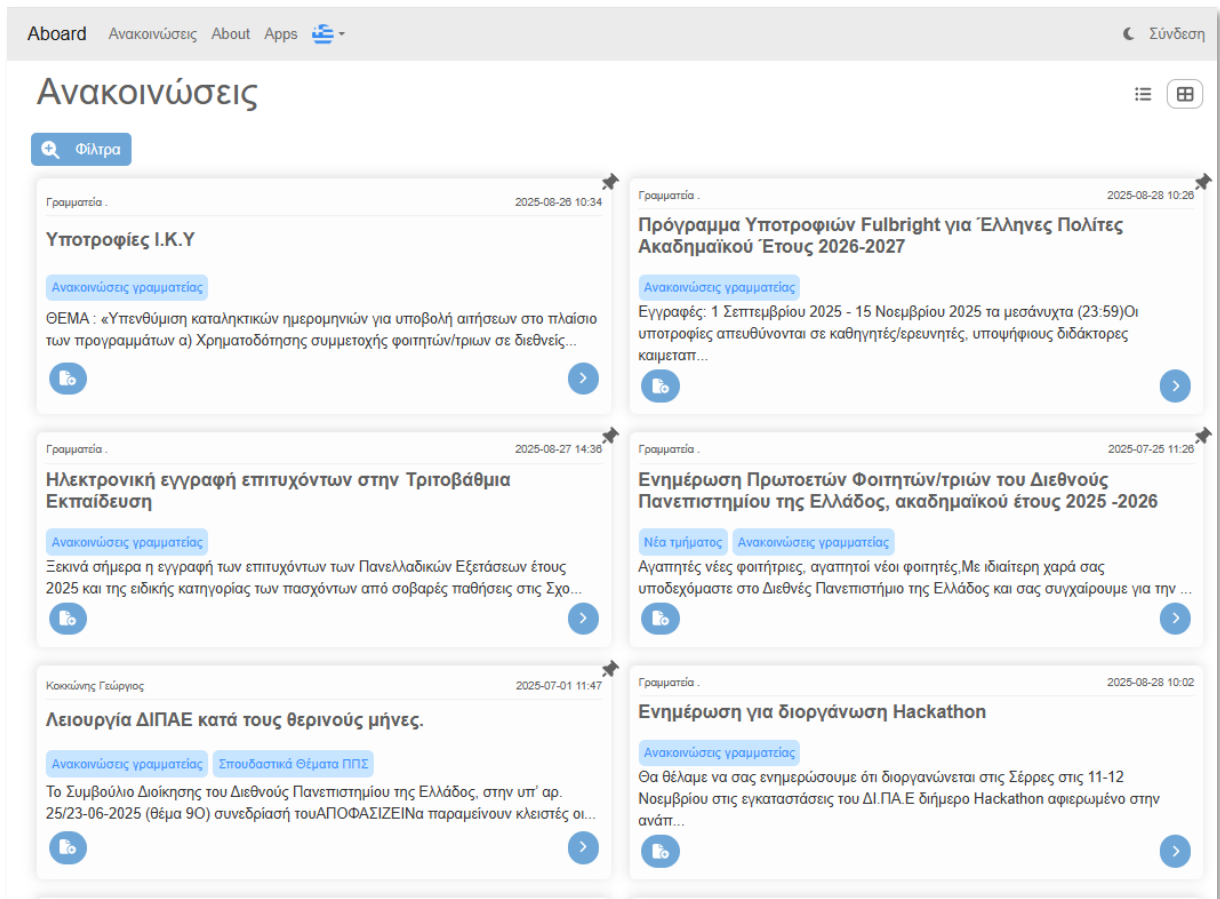 Aboard Ανακοινώσεις About Apps Σύνδεση
Ανακοινώσεις
Φίλτρα
Γραμματεία . 2025-08-26 10:34
Υποτροφίες Ι.Κ.Υ
Ανακοινώσεις γραμματείας
ΘΕΜΑ : «Υπενθύμιση καταληκτικών ημερομηνιών για υποβολή αιτήσεων στο πλαίσιο
των προγραμμάτων α) Χρηματοδότησης συμμετοχής φοιτητών/τριων σε διεθνείς...
Γραμματεία . 2025-08-28 10:26
Πρόγραμμα Υποτροφιών Fulbright για Έλληνες Πολίτες
Ακαδημαϊκού Έτους 2026-2027
Ανακοινώσεις γραμματείας
Εγγραφές: 1 Σεπτεμβρίου 2025 - 15 Νοεμβρίου 2025 τα μεσάνυχτα (23:59)Οι
υποτροφίες απευθύνονται σε καθηγητές/ερευνητές, υποψήφιους διδάκτορες
καιμεταπ...
Γραμματεία . 2025-08-27 14:36
Ηλεκτρονική εγγραφή επιτυχόντων στην Τριτοβάθμια
Εκπαίδευση
Ανακοινώσεις γραμματείας
Ξεκινά σήμερα η εγγραφή των επιτυχόντων των Πανελλαδικών Εξετάσεων έτους
2025 και της ειδικής κατηγορίας των πασχόντων από σοβαρές παθήσεις στις Σχο...
Γραμματεία . 2025-07-25 11:26
Ενημέρωση Πρωτοετών Φοιτητών/τριών του Διεθνούς
Πανεπιστημίου της Ελλάδος, ακαδημαϊκού έτους 2025 -2026
Νέα τμήματος Ανακοινώσεις γραμματείας
Αγαπητές νέες φοιτήτριες, αγαπητοί νέοι φοιτητές,Με ιδιαίτερη χαρά σας
υποδεχόμαστε στο Διεθνές Πανεπιστήμιο της Ελλάδος και σας συγχαίρουμε για την ...
Κοκκώνης Γεώργιος 2025-07-01 11:47
Λειουργία ΔΙΠΑΕ κατά τους θερινούς μήνες.
Ανακοινώσεις γραμματείας Σπουδαστικά Θέματα ΠΠΣ
Το Συμβούλιο Διοίκησης του Διεθνούς Πανεπιστημίου της Ελλάδος, στην υπ' αρ.
25/23-06-2025 (θέμα 9Ο) συνεδρίασή τουΑΠΟΦΑΣΙΖΕΙΝα παραμείνουν κλειστές οι...
Γραμματεία . 2025-08-28 10:02
Ενημέρωση για διοργάνωση Hackathon
Ανακοινώσεις γραμματείας
Θα θέλαμε να σας ενημερώσουμε ότι διοργανώνεται στις Σέρρες στις 11-12
Νοεμβρίου στις εγκαταστάσεις του ΔΙ.ΠΑ.Ε διήμερο Hackathon αφιερωμένο στην
ανάπ...